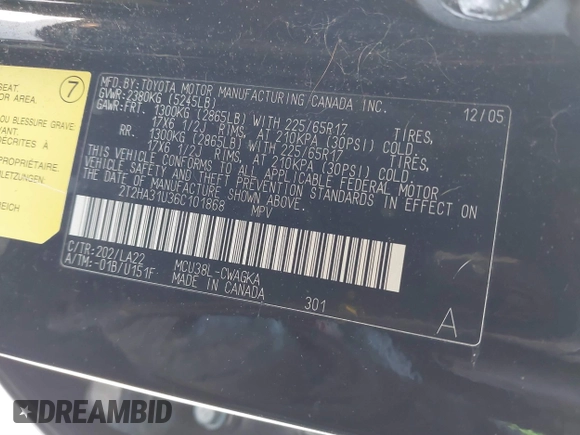 SEAT.
OR AREA.
7
OU BLESSURE GRAVE
DÉCRITES À
PROPRIÉTAIRE.
REICH
MFD.BY:TOYOTA MOTOR MANUFACTURING CANADA INC.
GVWR:2380KG (5245LB) 12/05
GAWR:FRT. 1300KG (2865LB) WITH 225/65R17 TIRES,
17X6 1/2J RIMS, AT 210KPA (30PSI) COLD.
RR. 1300KG (2865LB) WITH 225/65R17 TIRES,
17X6 1/2J RIMS, AT 210KPA (30PSI) COLD.
THIS VEHICLE CONFORMS TO ALL APPLICABLE FEDERAL MOTOR
VEHICLE SAFETY AND THEFT PREVENTION STANDARDS IN EFFECT ON
THE DATE OF MANUFACTURE SHOWN ABOVE.
2T2HA31U36C101868 MPV
C/TR:202/LA22 MCU38L-CWAGKA
A/TM:-01B/U151F MADE IN CANADA 301 A
DREAMBID